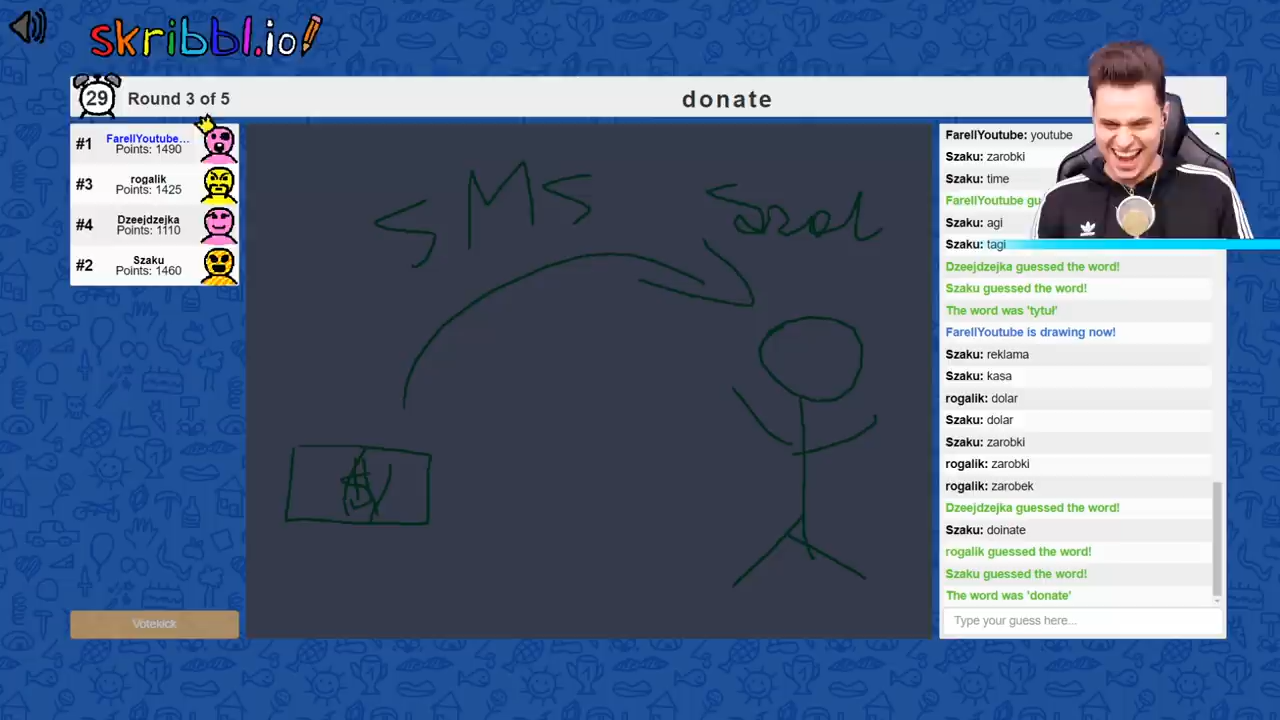 skribbl.io
29
Round 3 of 5
donate
#1
FarellYoutube...
Points: 1490
#3
rogalik
Points: 1425
#4
Dzeejdzejka
Points: 1110
#2
Szaku
Points: 1460
Votekick
SMS
FarellYoutube: youtube
Szaku: zarobki
Szaku: time
FarellYoutube gu
Szaku: agi
Szaku: tagi
Dzeejdzejka guessed the word!
Szaku guessed the word!
The word was 'tytuł'
FarellYoutube is drawing now!
Szaku: reklama
Szaku: kasa
rogalik: dolar
Szaku: dolar
Szaku: zarobki
rogalik: zarobki
rogalik: zarobek
Dzeejdzejka guessed the word!
Szaku: doinate
rogalik guessed the word!
Szaku guessed the word!
The word was 'donate'
Type your guess here...